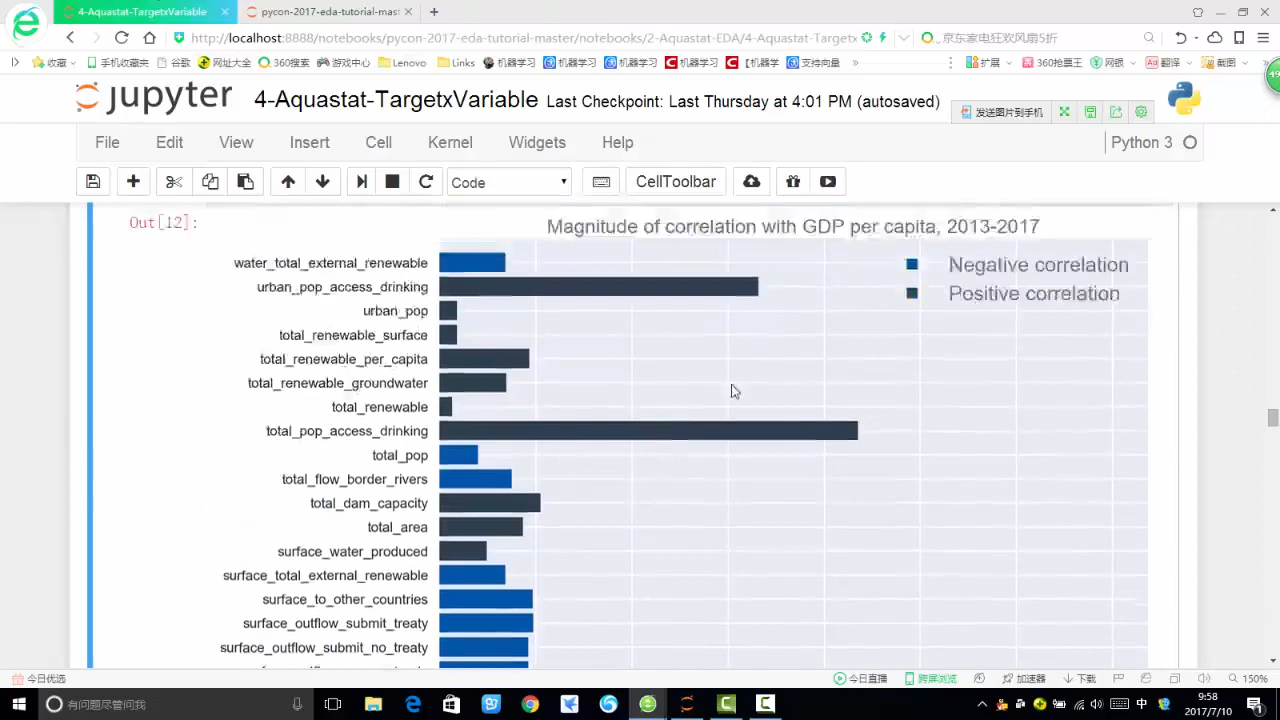 4-Aquastat-TargetxVariable
pycon-2017-eda-tutorial-mast
http://localhost:8888/notebooks/pycon-2017-eda-tutorial-master/notebooks/2-Aquastat-EDA/4-Aquastat-Targetx
京东家电狂欢风扇5折
收藏
手机收藏夹
谷歌
网址大全
360搜索
游戏中心
Lenovo
Links
机器学习
机器学习
机器学习
机器学习
【机器学
支持向量
扩展
360抢票王
网银
翻译
截图
jupyter
4-Aquastat-TargetxVariable Last Checkpoint: Last Thursday at 4:01 PM (autosaved)
发送图片到手机
File Edit View Insert Cell Kernel Widgets Help
Python 3
Code
CellToolbar
Out[12]:
Magnitude of correlation with GDP per capita, 2013-2017
Negative correlation
Positive correlation
water_total_external_renewable
urban_pop_access_drinking
urban_pop
total_renewable_surface
total_renewable_per_capita
total_renewable_groundwater
total_renewable
total_pop_access_drinking
total_pop
total_flow_border_rivers
total_dam_capacity
total_area
surface_water_produced
surface_total_external_renewable
surface_to_other_countries
surface_outflow_submit_treaty
surface_outflow_submit_no_treaty
今日优选
今日直播
跨屏浏览
加速器
下载
150%
有问题尽管问我
中
9:58
2017/7/10